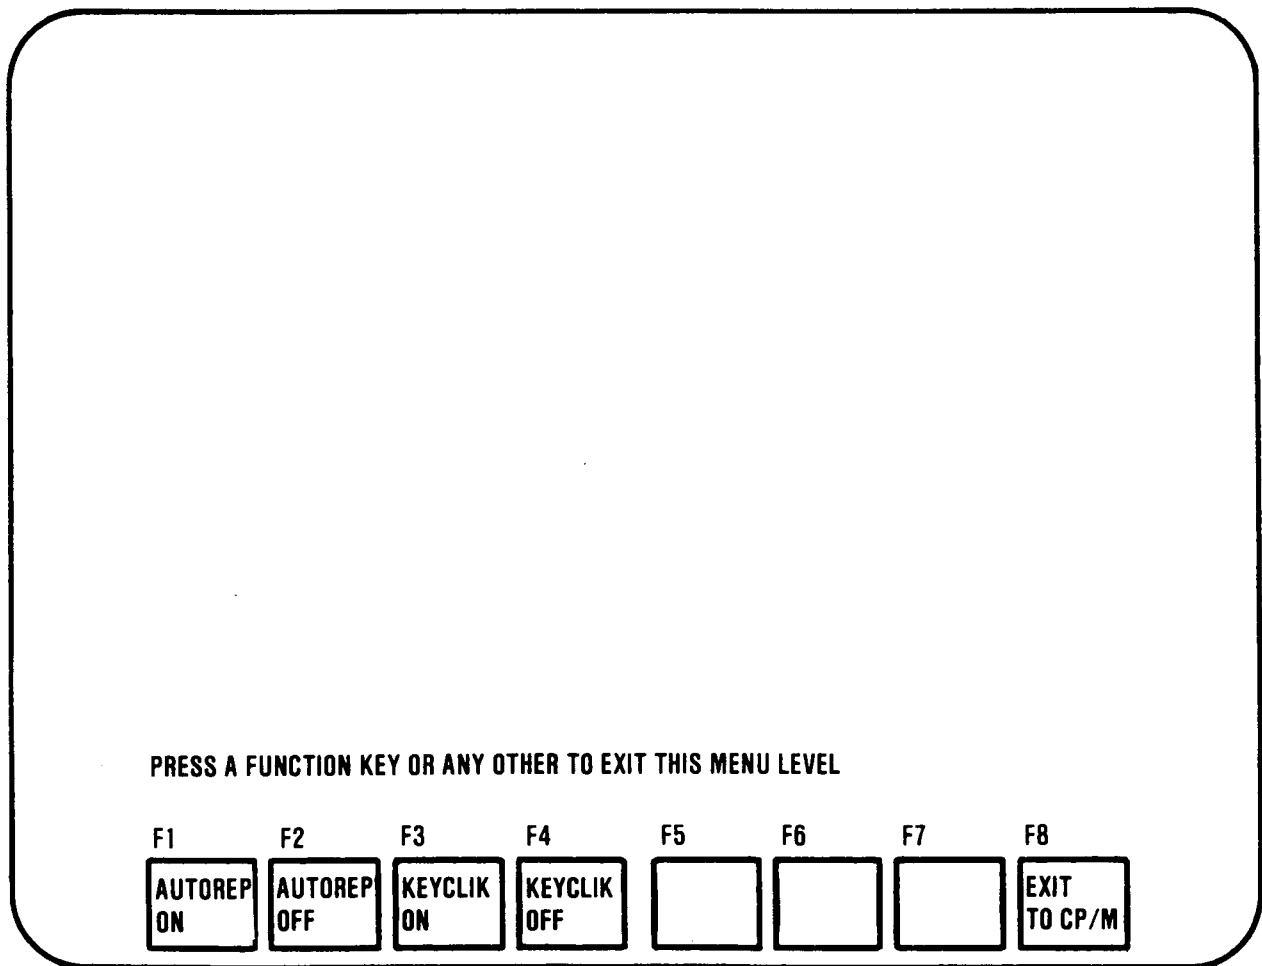 PRESS A FUNCTION KEY OR ANY OTHER TO EXIT THIS MENU LEVEL
F1 F2 F3 F4 F5 F6 F7 F8
AUTOREP AUTOREP KEYCLIK KEYCLIK EXIT
ON OFF ON OFF TO CP/M